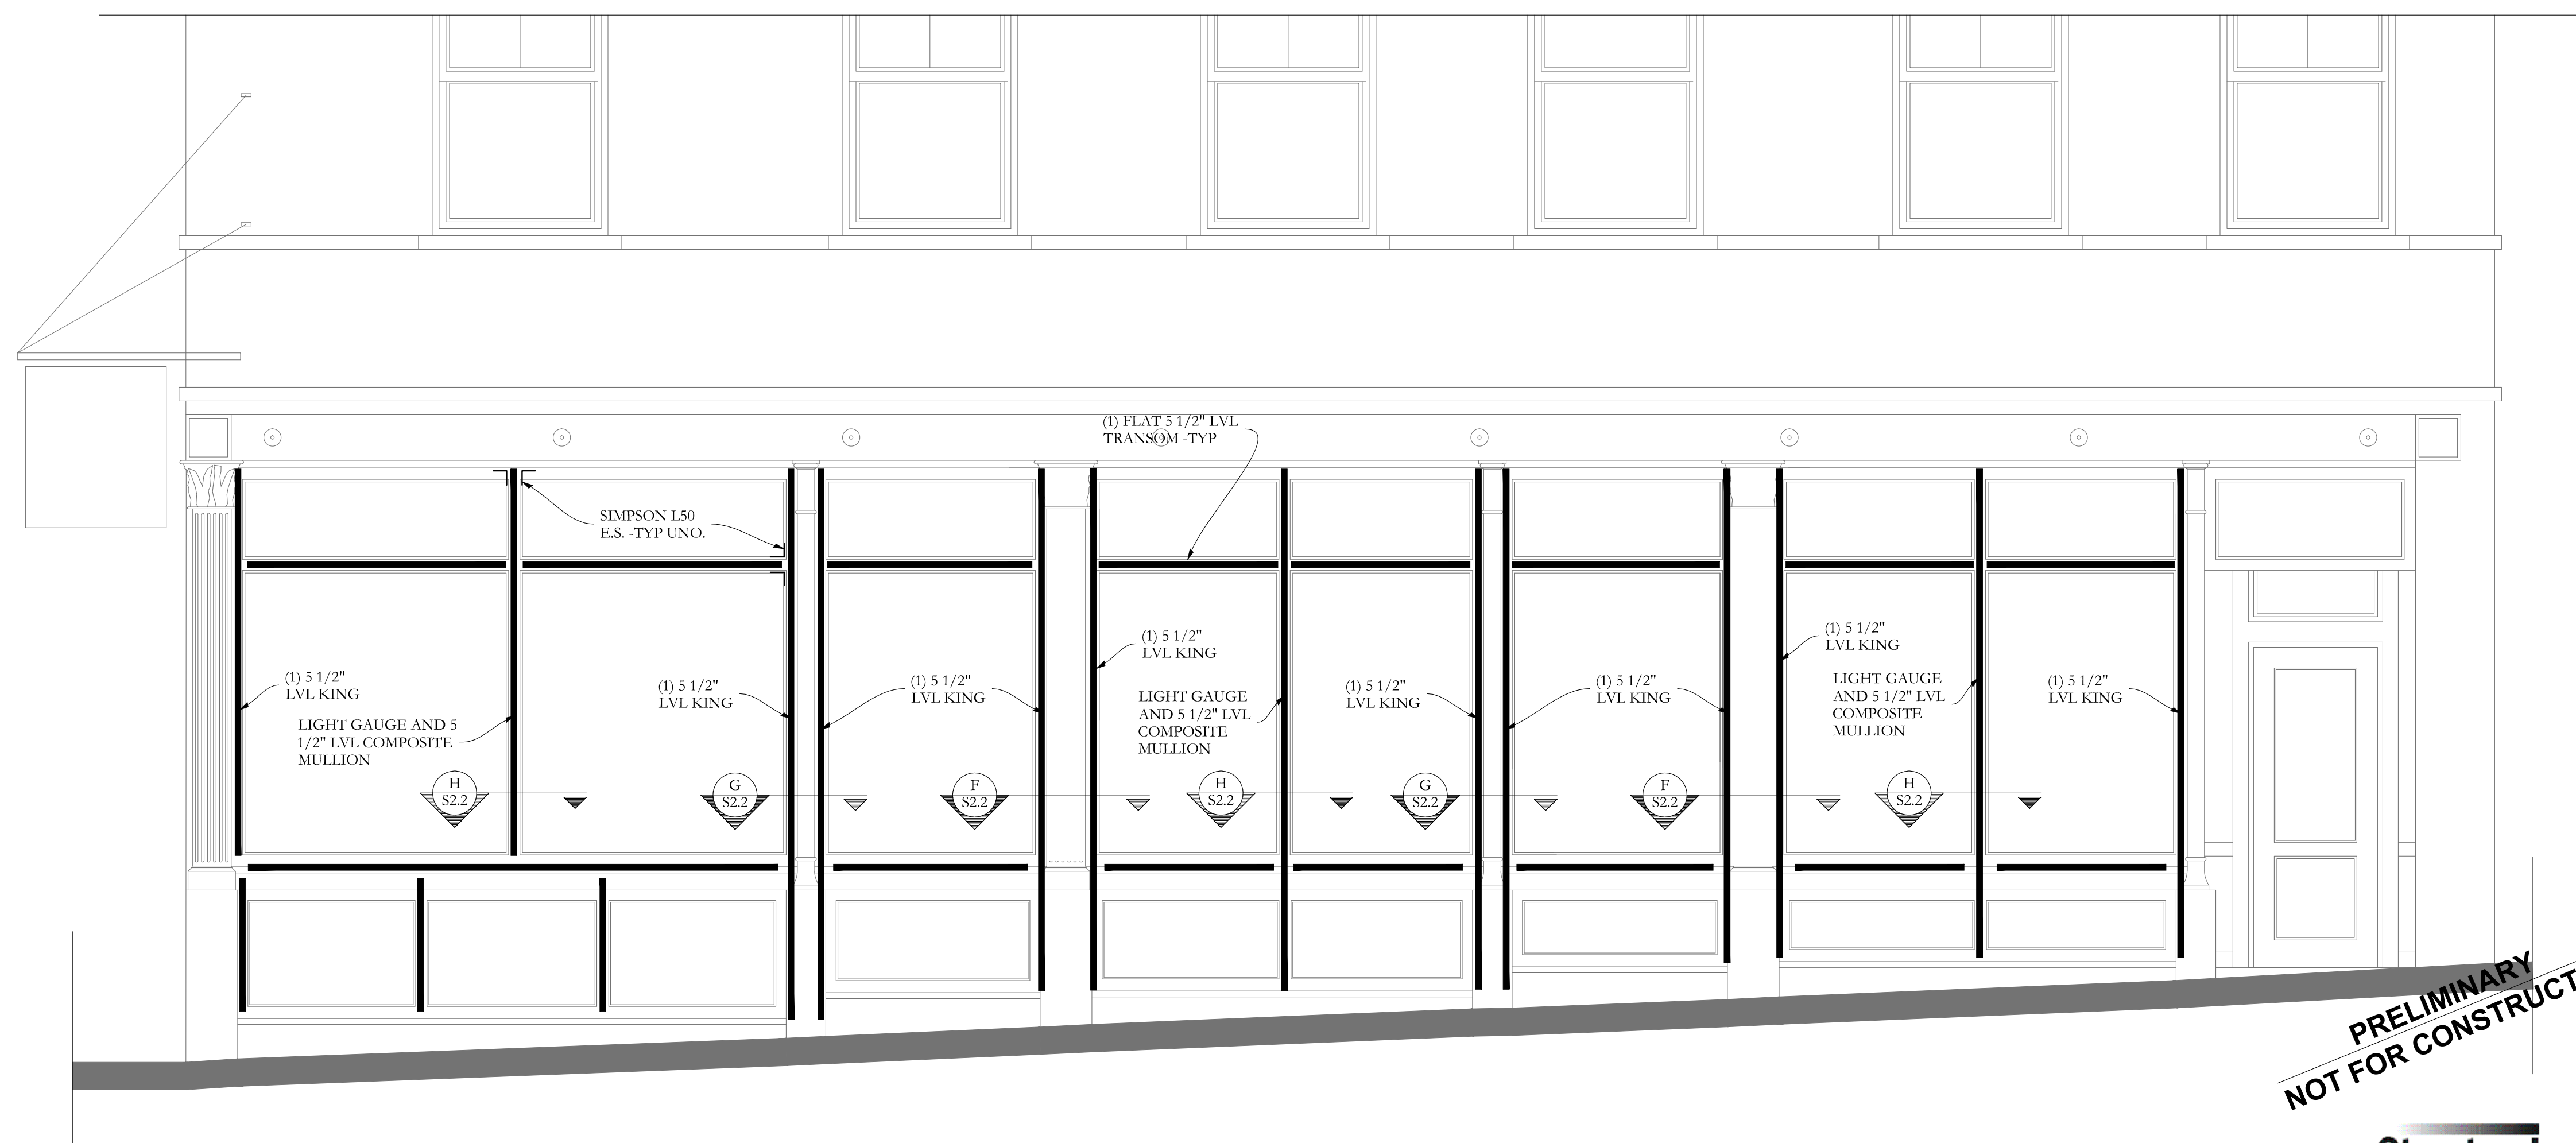 (1) FLAT 5 1/2" LVL
TRANSOM -TYP
SIMPSON L50
E.S. -TYP UNO.
(1) 5 1/2"
LVL KING
LIGHT GAUGE AND 5
1/2" LVL COMPOSITE
MULLION
(1) 5 1/2"
LVL KING
(1) 5 1/2"
LVL KING
(1) 5 1/2"
LVL KING
LIGHT GAUGE
AND 5 1/2" LVL
COMPOSITE
MULLION
(1) 5 1/2"
LVL KING
(1) 5 1/2"
LVL KING
(1) 5 1/2"
LVL KING
LIGHT GAUGE
AND 5 1/2" LVL
COMPOSITE
MULLION
(1) 5 1/2"
LVL KING
H
S2.2
G
S2.2
F
S2.2
H
S2.2
G
S2.2
F
S2.2
H
S2.2
PRELIMINARY
NOT FOR CONSTRUCT